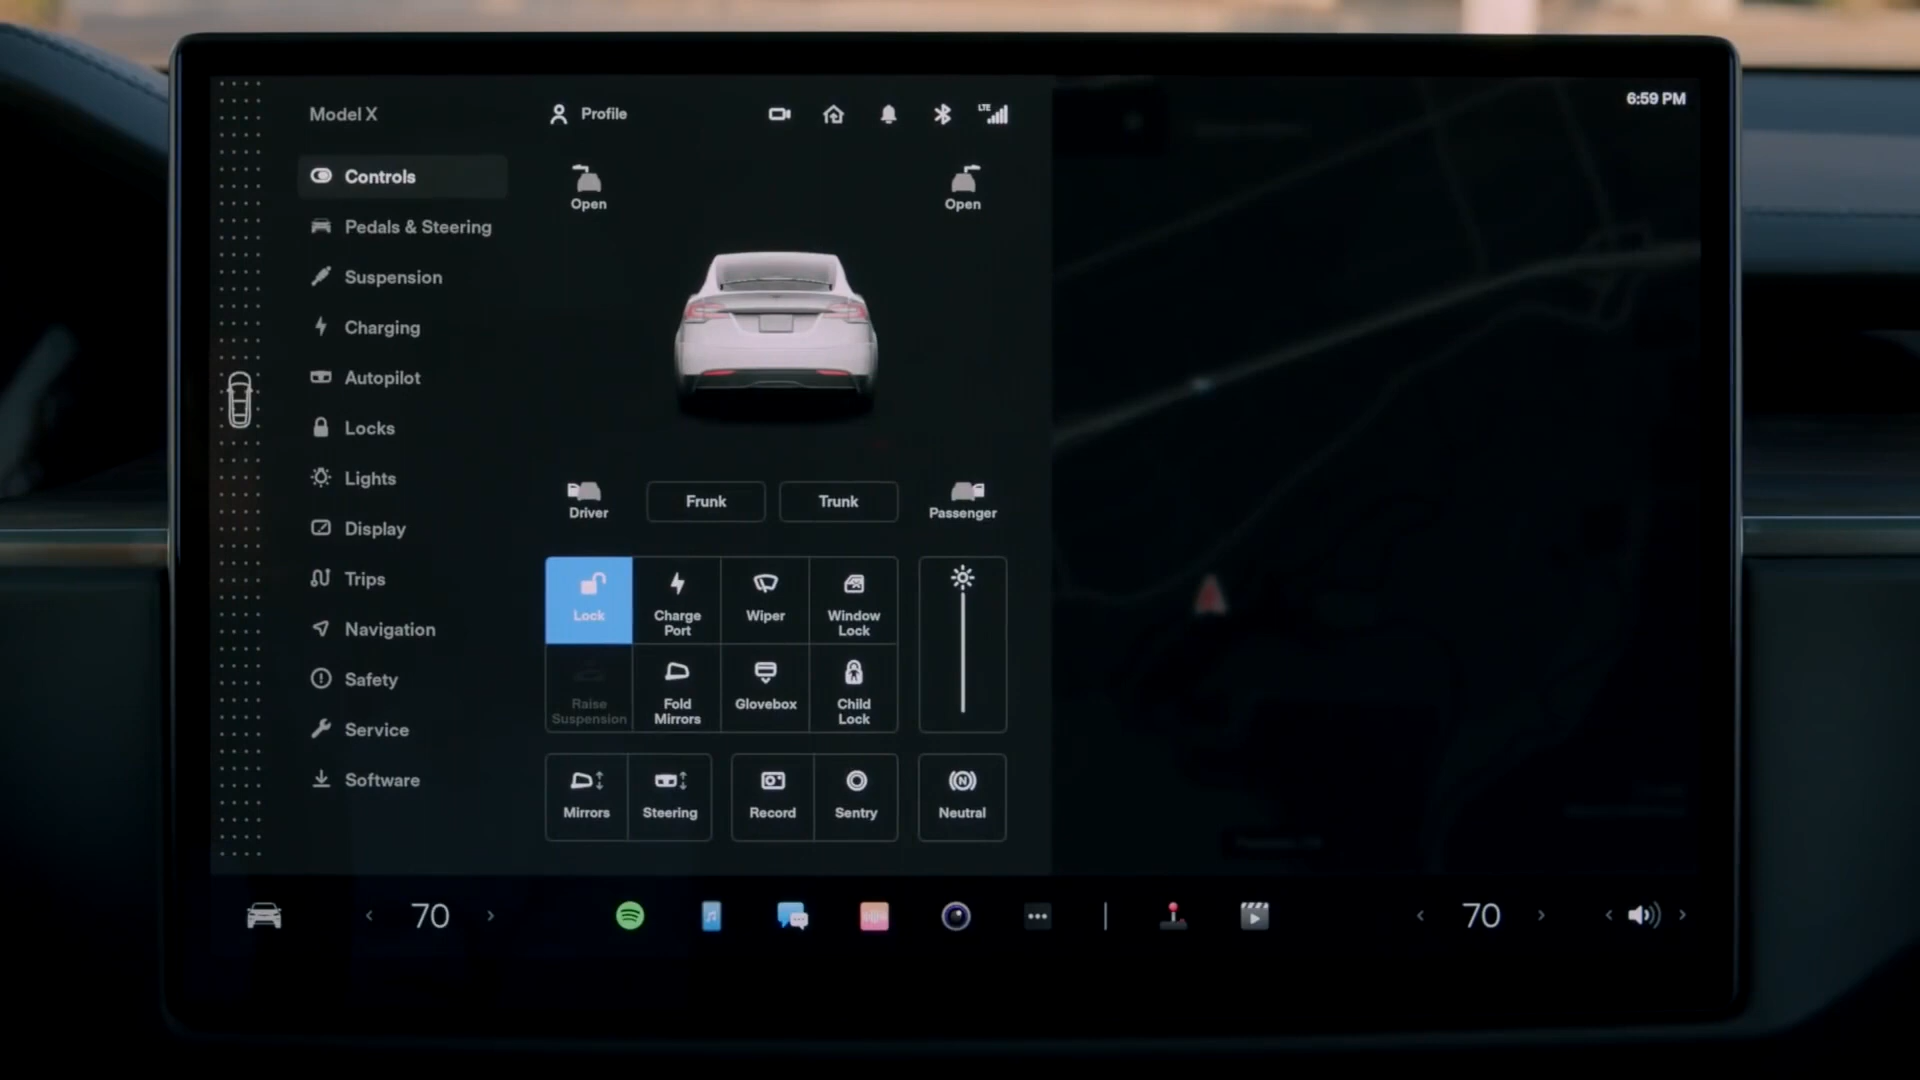 Model X
Profile
LTE
6:59 PM
Controls
Pedals & Steering
Suspension
Charging
Autopilot
Locks
Lights
Display
Trips
Navigation
Safety
Service
Software
Open
Open
Driver
Frunk
Trunk
Passenger
Lock
Charge
Port
Wiper
Window
Lock
Raise
Suspension
Fold
Mirrors
Glovebox
Child
Lock
Mirrors
Steering
Record
Sentry
N
Neutral
70
70